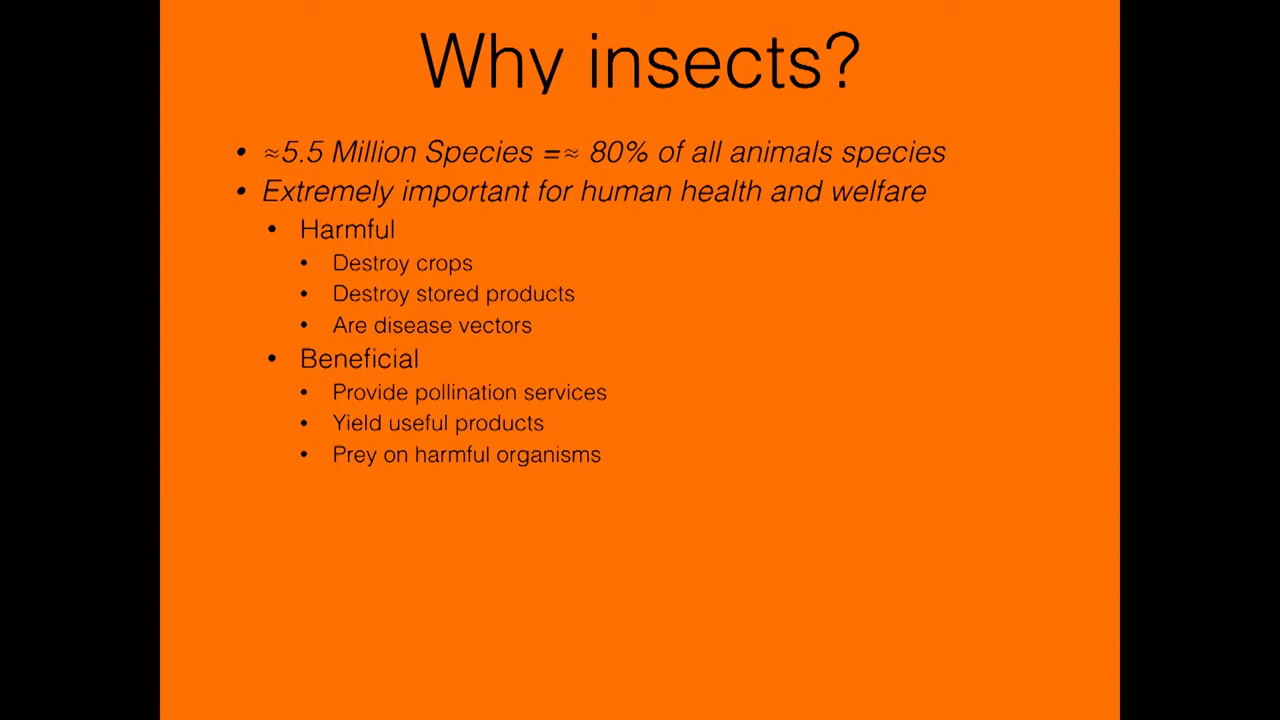 Why insects?
• ≈5.5 Million Species =≈ 80% of all animals species
• Extremely important for human health and welfare
• Harmful
• Destroy crops
• Destroy stored products
• Are disease vectors
• Beneficial
• Provide pollination services
• Yield useful products
• Prey on harmful organisms